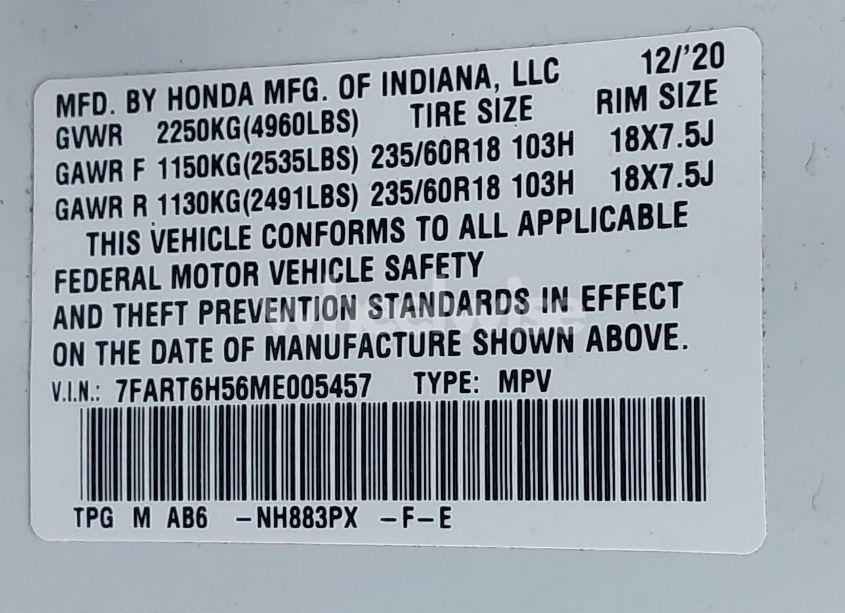 MFD. BY HONDA MFG. OF INDIANA, LLC 12/'20
GVWR 2250KG(4960LBS) TIRE SIZE RIM SIZE
GAWR F 1150KG(2535LBS) 235/60R18 103H 18X7.5J
GAWR R 1130KG(2491LBS) 235/60R18 103H 18X7.5J
THIS VEHICLE CONFORMS TO ALL APPLICABLE
FEDERAL MOTOR VEHICLE SAFETY
AND THEFT PREVENTION STANDARDS IN EFFECT
ON THE DATE OF MANUFACTURE SHOWN ABOVE.
V.I.N.: 7FART6H56ME005457 TYPE: MPV
TPG M AB6 -NH883PX -F-E